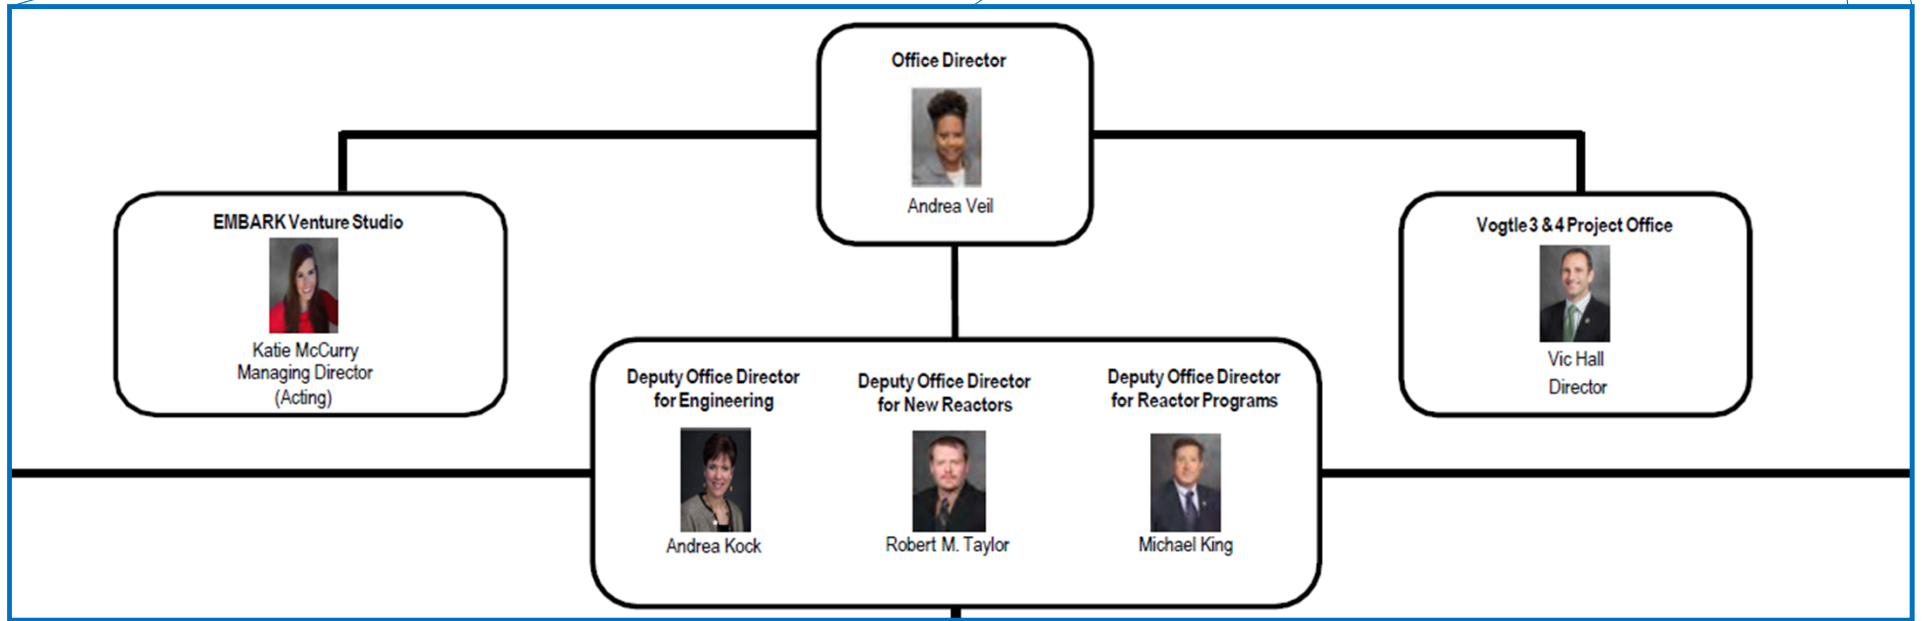 Office Director
Andrea Veil
EMBARK Venture Studio
Katie McCurry
Managing Director
(Acting)
Vogtle 3 & 4 Project Office
Vic Hall
Director
Deputy Office Director
for Engineering
Andrea Kock
Deputy Office Director
for New Reactors
Robert M. Taylor
Deputy Office Director
for Reactor Programs
Michael King